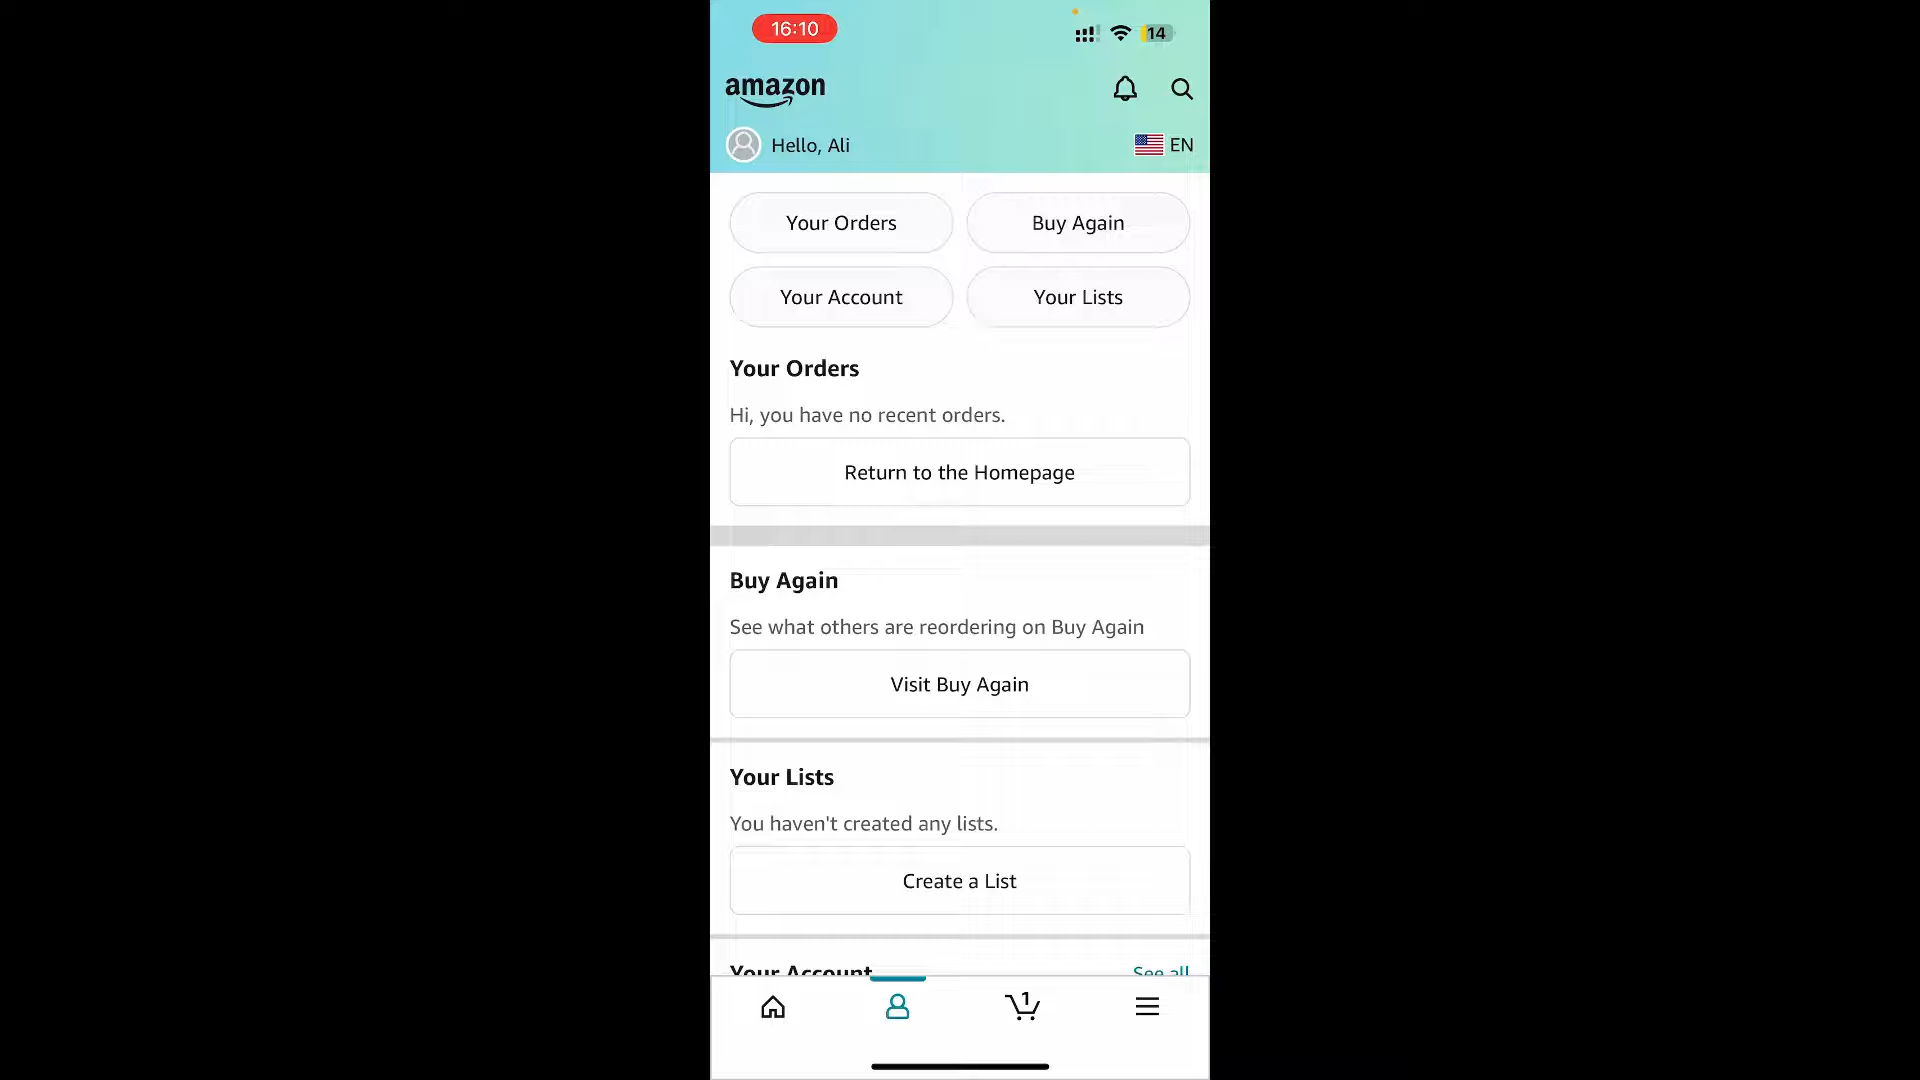 16:10
14
amazon
Hello, Ali
EN
Your Orders
Buy Again
Your Account
Your Lists
Your Orders
Hi, you have no recent orders.
Return to the Homepage
Buy Again
See what others are reordering on Buy Again
Visit Buy Again
Your Lists
You haven't created any lists.
Create a List
Your Account
See all
1